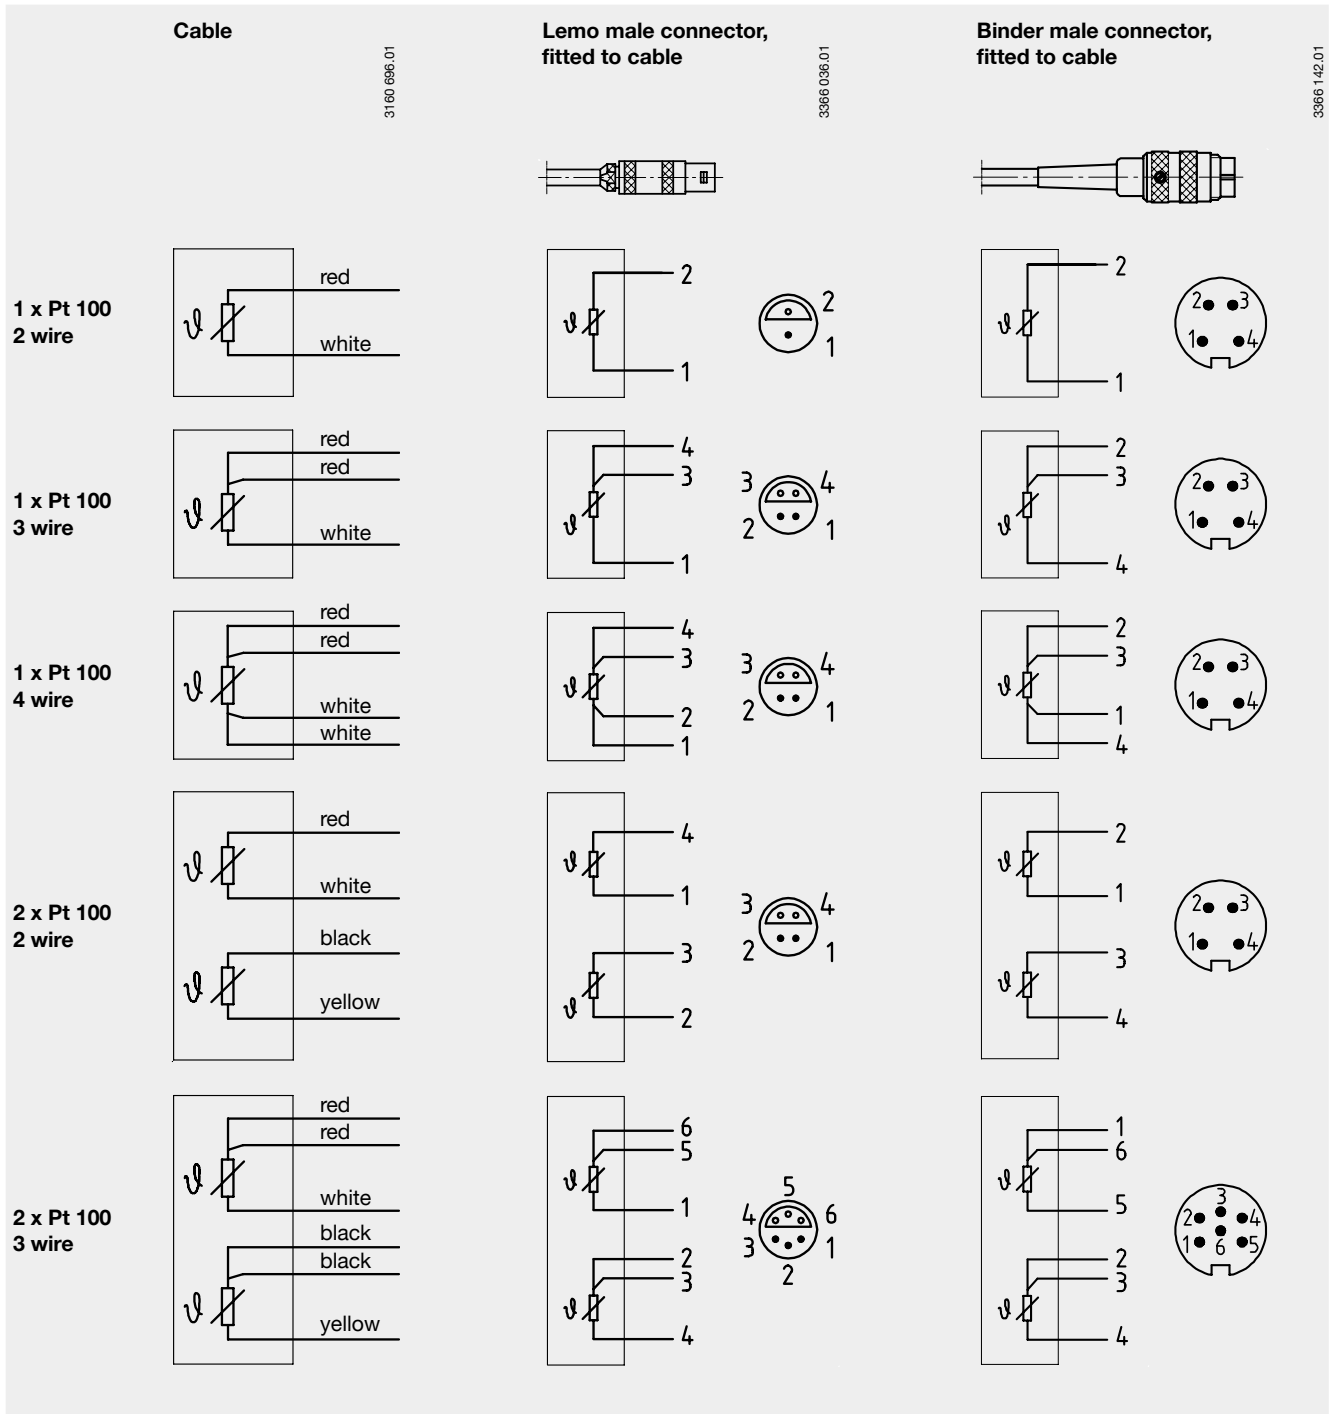 Cable
3160 696.01
Lemo male connector,
fitted to cable
3366 036.01
Binder male connector,
fitted to cable
3366 142.01
1 x Pt 100
2 wire
red
white
ϑ
ϑ
2
1
2
1
ϑ
2
1
2 3
1 4
1 x Pt 100
3 wire
red
red
white
ϑ
ϑ
4
3
1
3 4
2 1
ϑ
2
3
4
2 3
1 4
1 x Pt 100
4 wire
red
red
white
white
ϑ
ϑ
4
3
2
1
3 4
2 1
ϑ
2
3
1
4
2 3
1 4
2 x Pt 100
2 wire
red
white
black
yellow
ϑ
ϑ
ϑ
ϑ
4
1
3
2
3 4
2 1
ϑ
ϑ
2
1
3
4
2 3
1 4
2 x Pt 100
3 wire
red
red
white
black
black
yellow
ϑ
ϑ
ϑ
ϑ
6
5
1
2
3
4
5
4 6
3 1
2
ϑ
ϑ
1
6
5
2
3
4
3
2 4
1 6 5